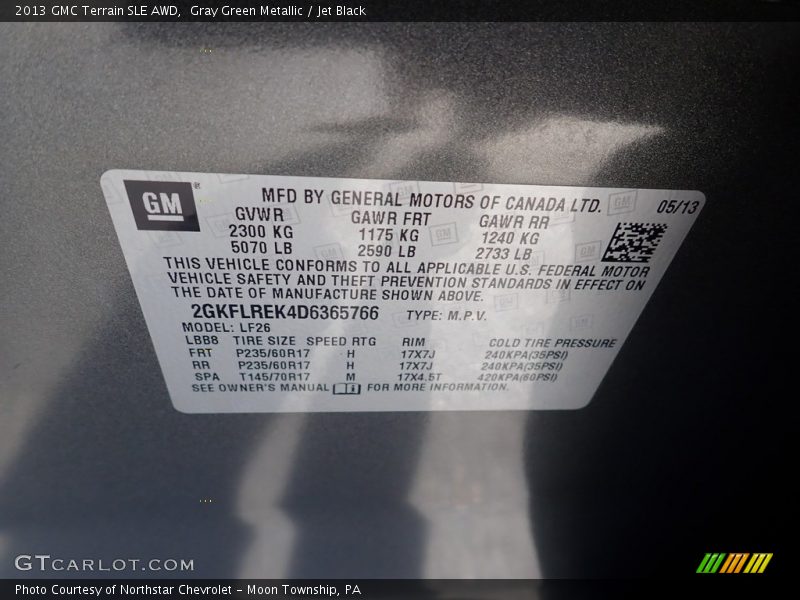 2013 GMC Terrain SLE AWD,  Gray Green Metallic / Jet Black
GM®
MFD BY GENERAL MOTORS OF CANADA LTD.
05/13
GVWR GAWR FRT GAWR RR
2300 KG 1175 KG 1240 KG
5070 LB 2590 LB 2733 LB
THIS VEHICLE CONFORMS TO ALL APPLICABLE U.S. FEDERAL MOTOR
VEHICLE SAFETY AND THEFT PREVENTION STANDARDS IN EFFECT ON
THE DATE OF MANUFACTURE SHOWN ABOVE.
2GKFLREK4D6365766 TYPE: M.P.V.
MODEL: LF26
LBB8 TIRE SIZE SPEED RTG RIM COLD TIRE PRESSURE
FRT P235/60R17 H 17X7J 240KPA(35PSI)
RR P235/60R17 H 17X7J 240KPA(35PSI)
SPA T145/70R17 M 17X4.5T 420KPA(60PSI)
SEE OWNER'S MANUAL FOR MORE INFORMATION.
GTCARLOT.COM
Photo Courtesy of Northstar Chevrolet – Moon Township, PA